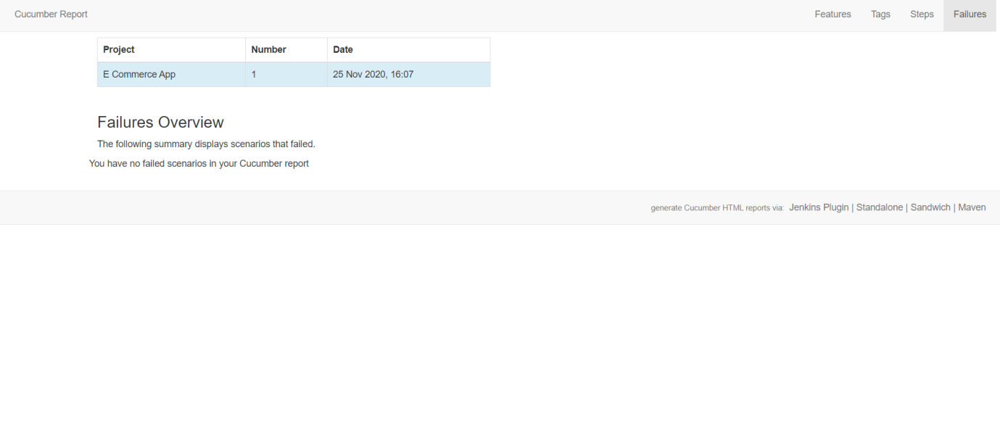 Cucumber Report Features Tags Steps Failures
Project Number Date
E Commerce App 1 25 Nov 2020, 16:07
Failures Overview
The following summary displays scenarios that failed.
You have no failed scenarios in your Cucumber report
generate Cucumber HTML reports via: Jenkins Plugin | Standalone | Sandwich | Maven